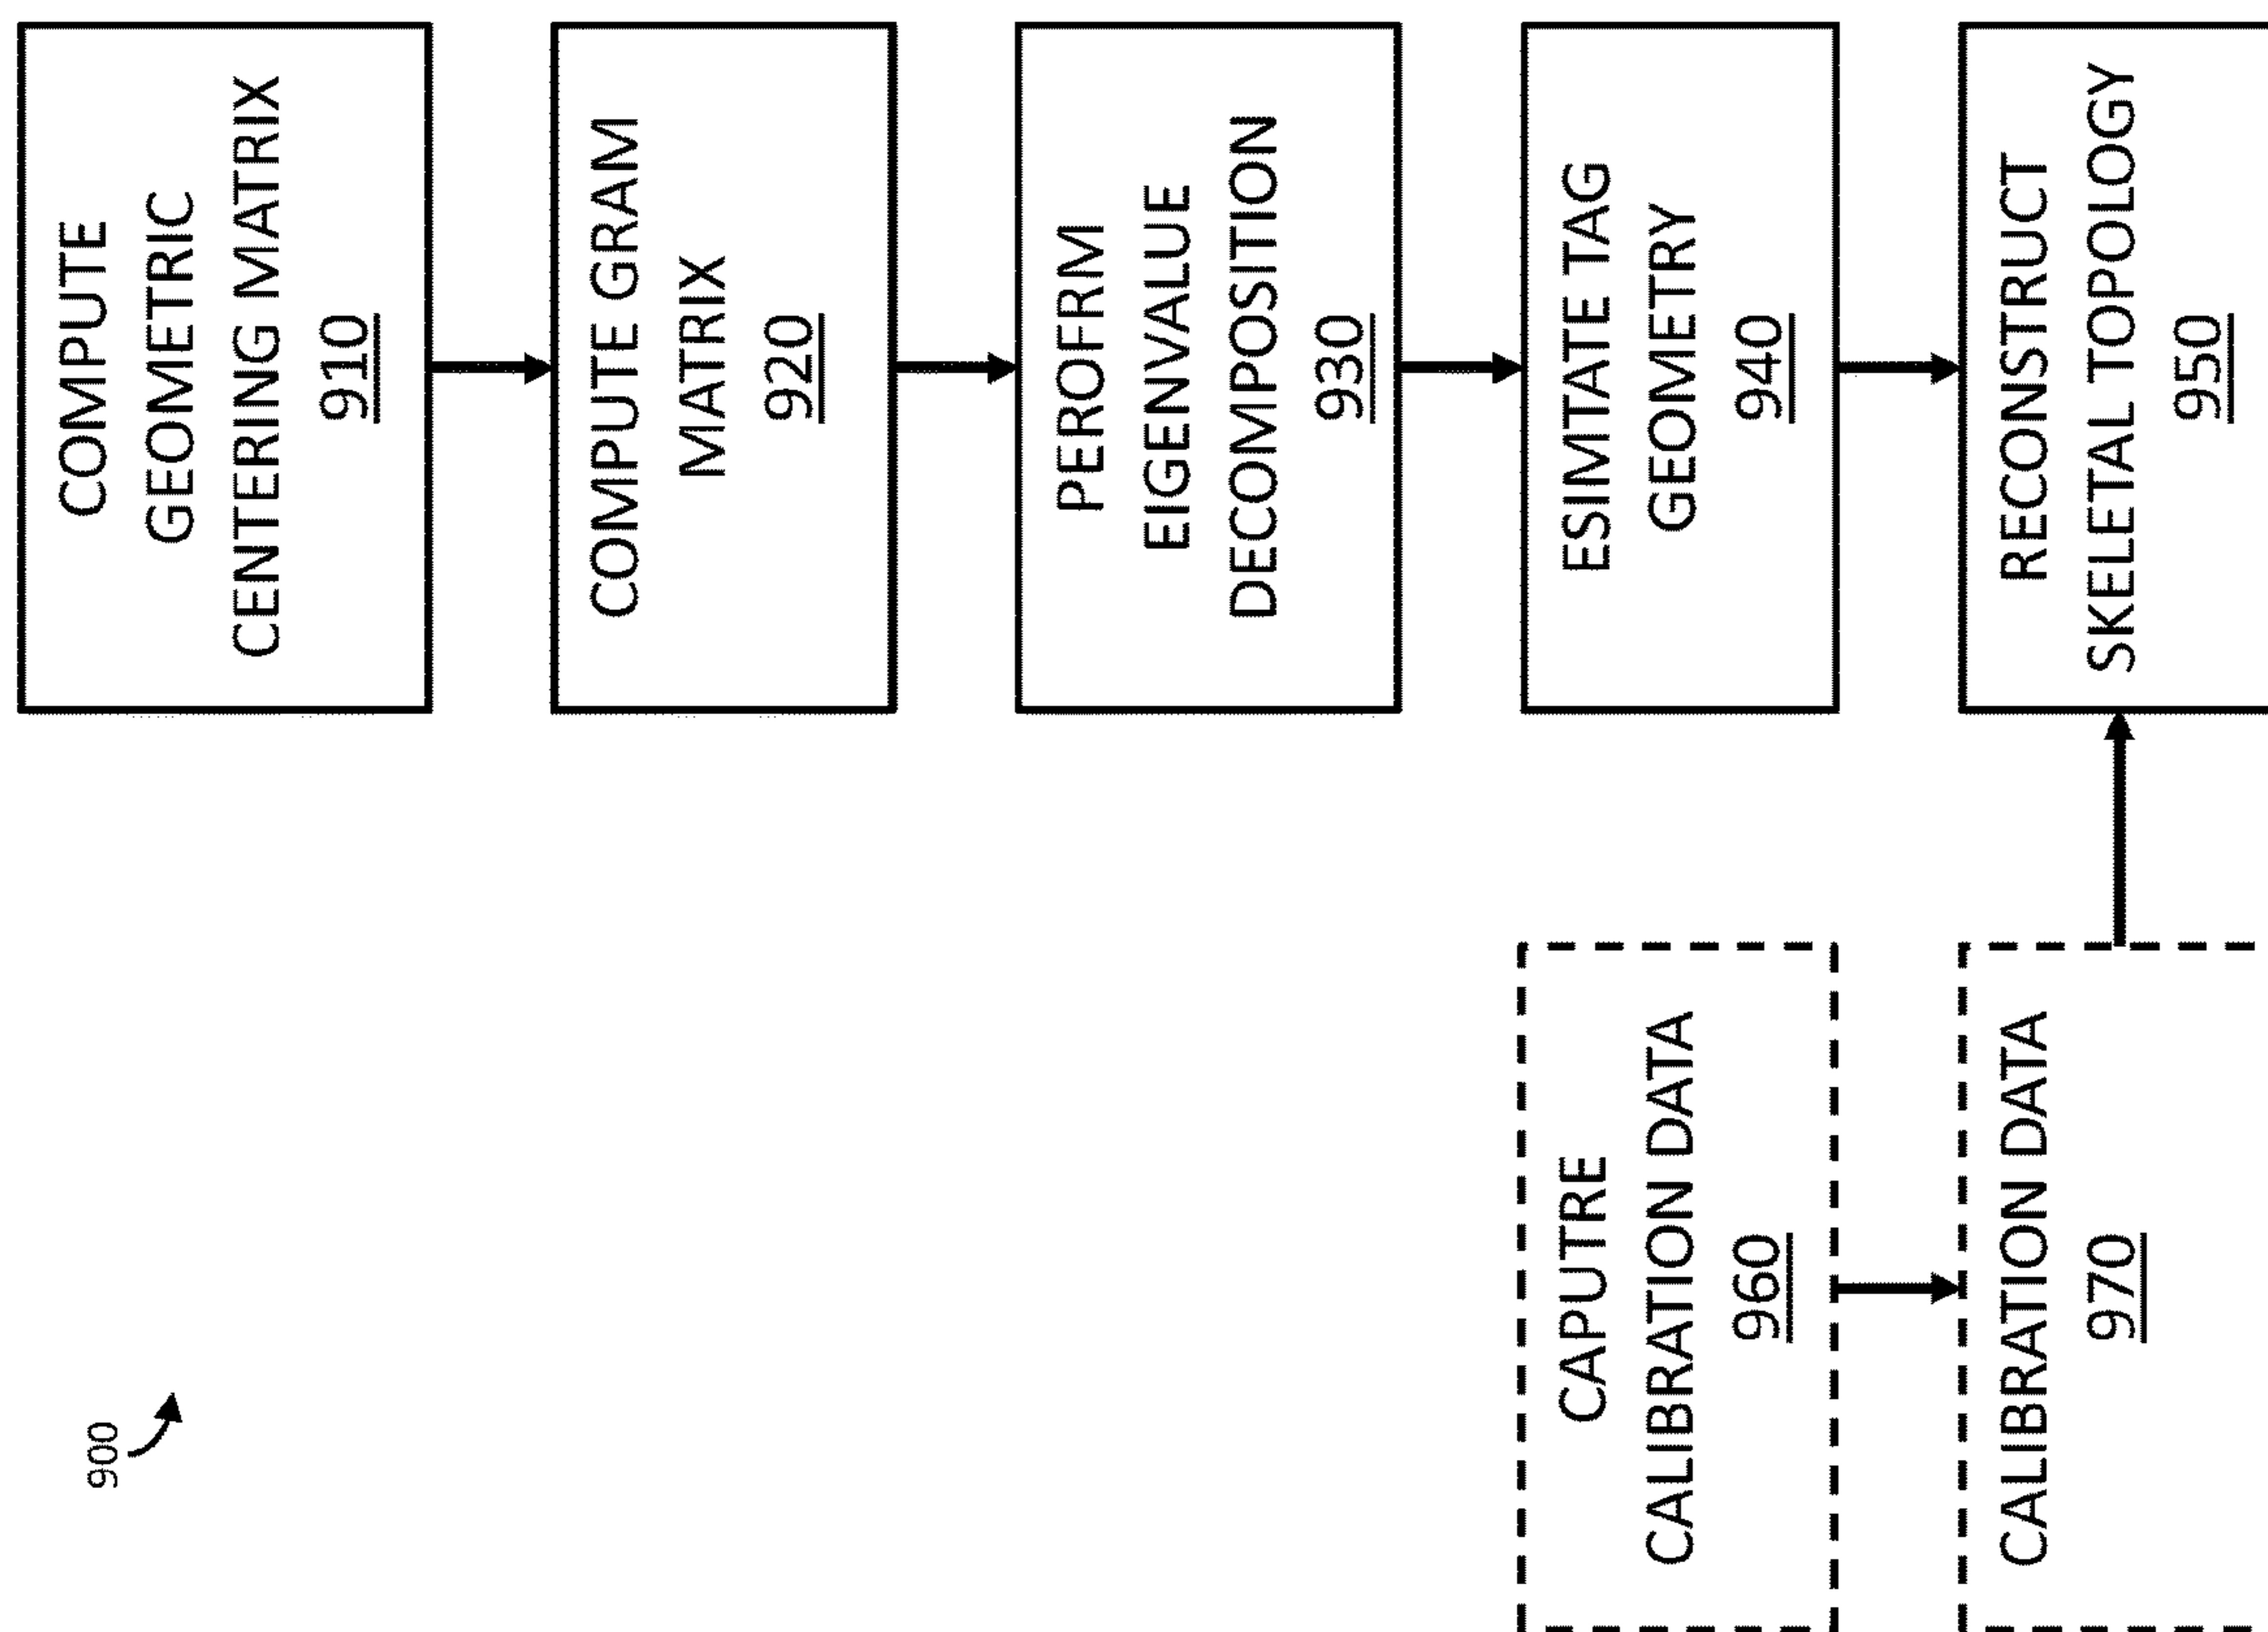 900
COMPUTE
GEOMETRIC
CENTERING MATRIX
910
COMPUTE GRAM
MATRIX
920
PEROFRM
EIGENVALUE
DECOMPOSITION
930
ESIMTATE TAG
GEOMETRY
940
RECONSTRUCT
SKELETAL TOPOLOGY
950
CAPUTRE
CALIBRATION DATA
960
CALIBRATION DATA
970